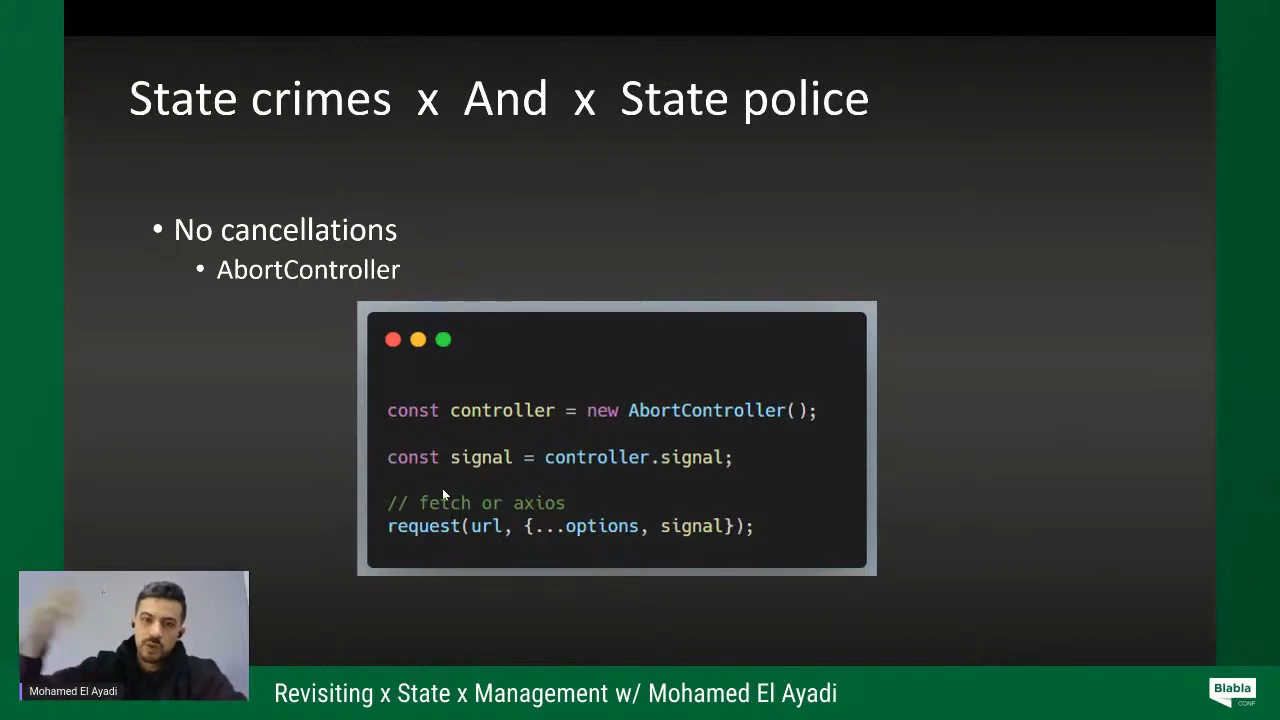 State crimes x And x State police
• No cancellations
• AbortController
const controller = new AbortController();
const signal = controller.signal;
// fetch or axios
request(url, {...options, signal});
Mohamed El Ayadi
Revisiting x State x Management w/ Mohamed El Ayadi
Blabla
CONF